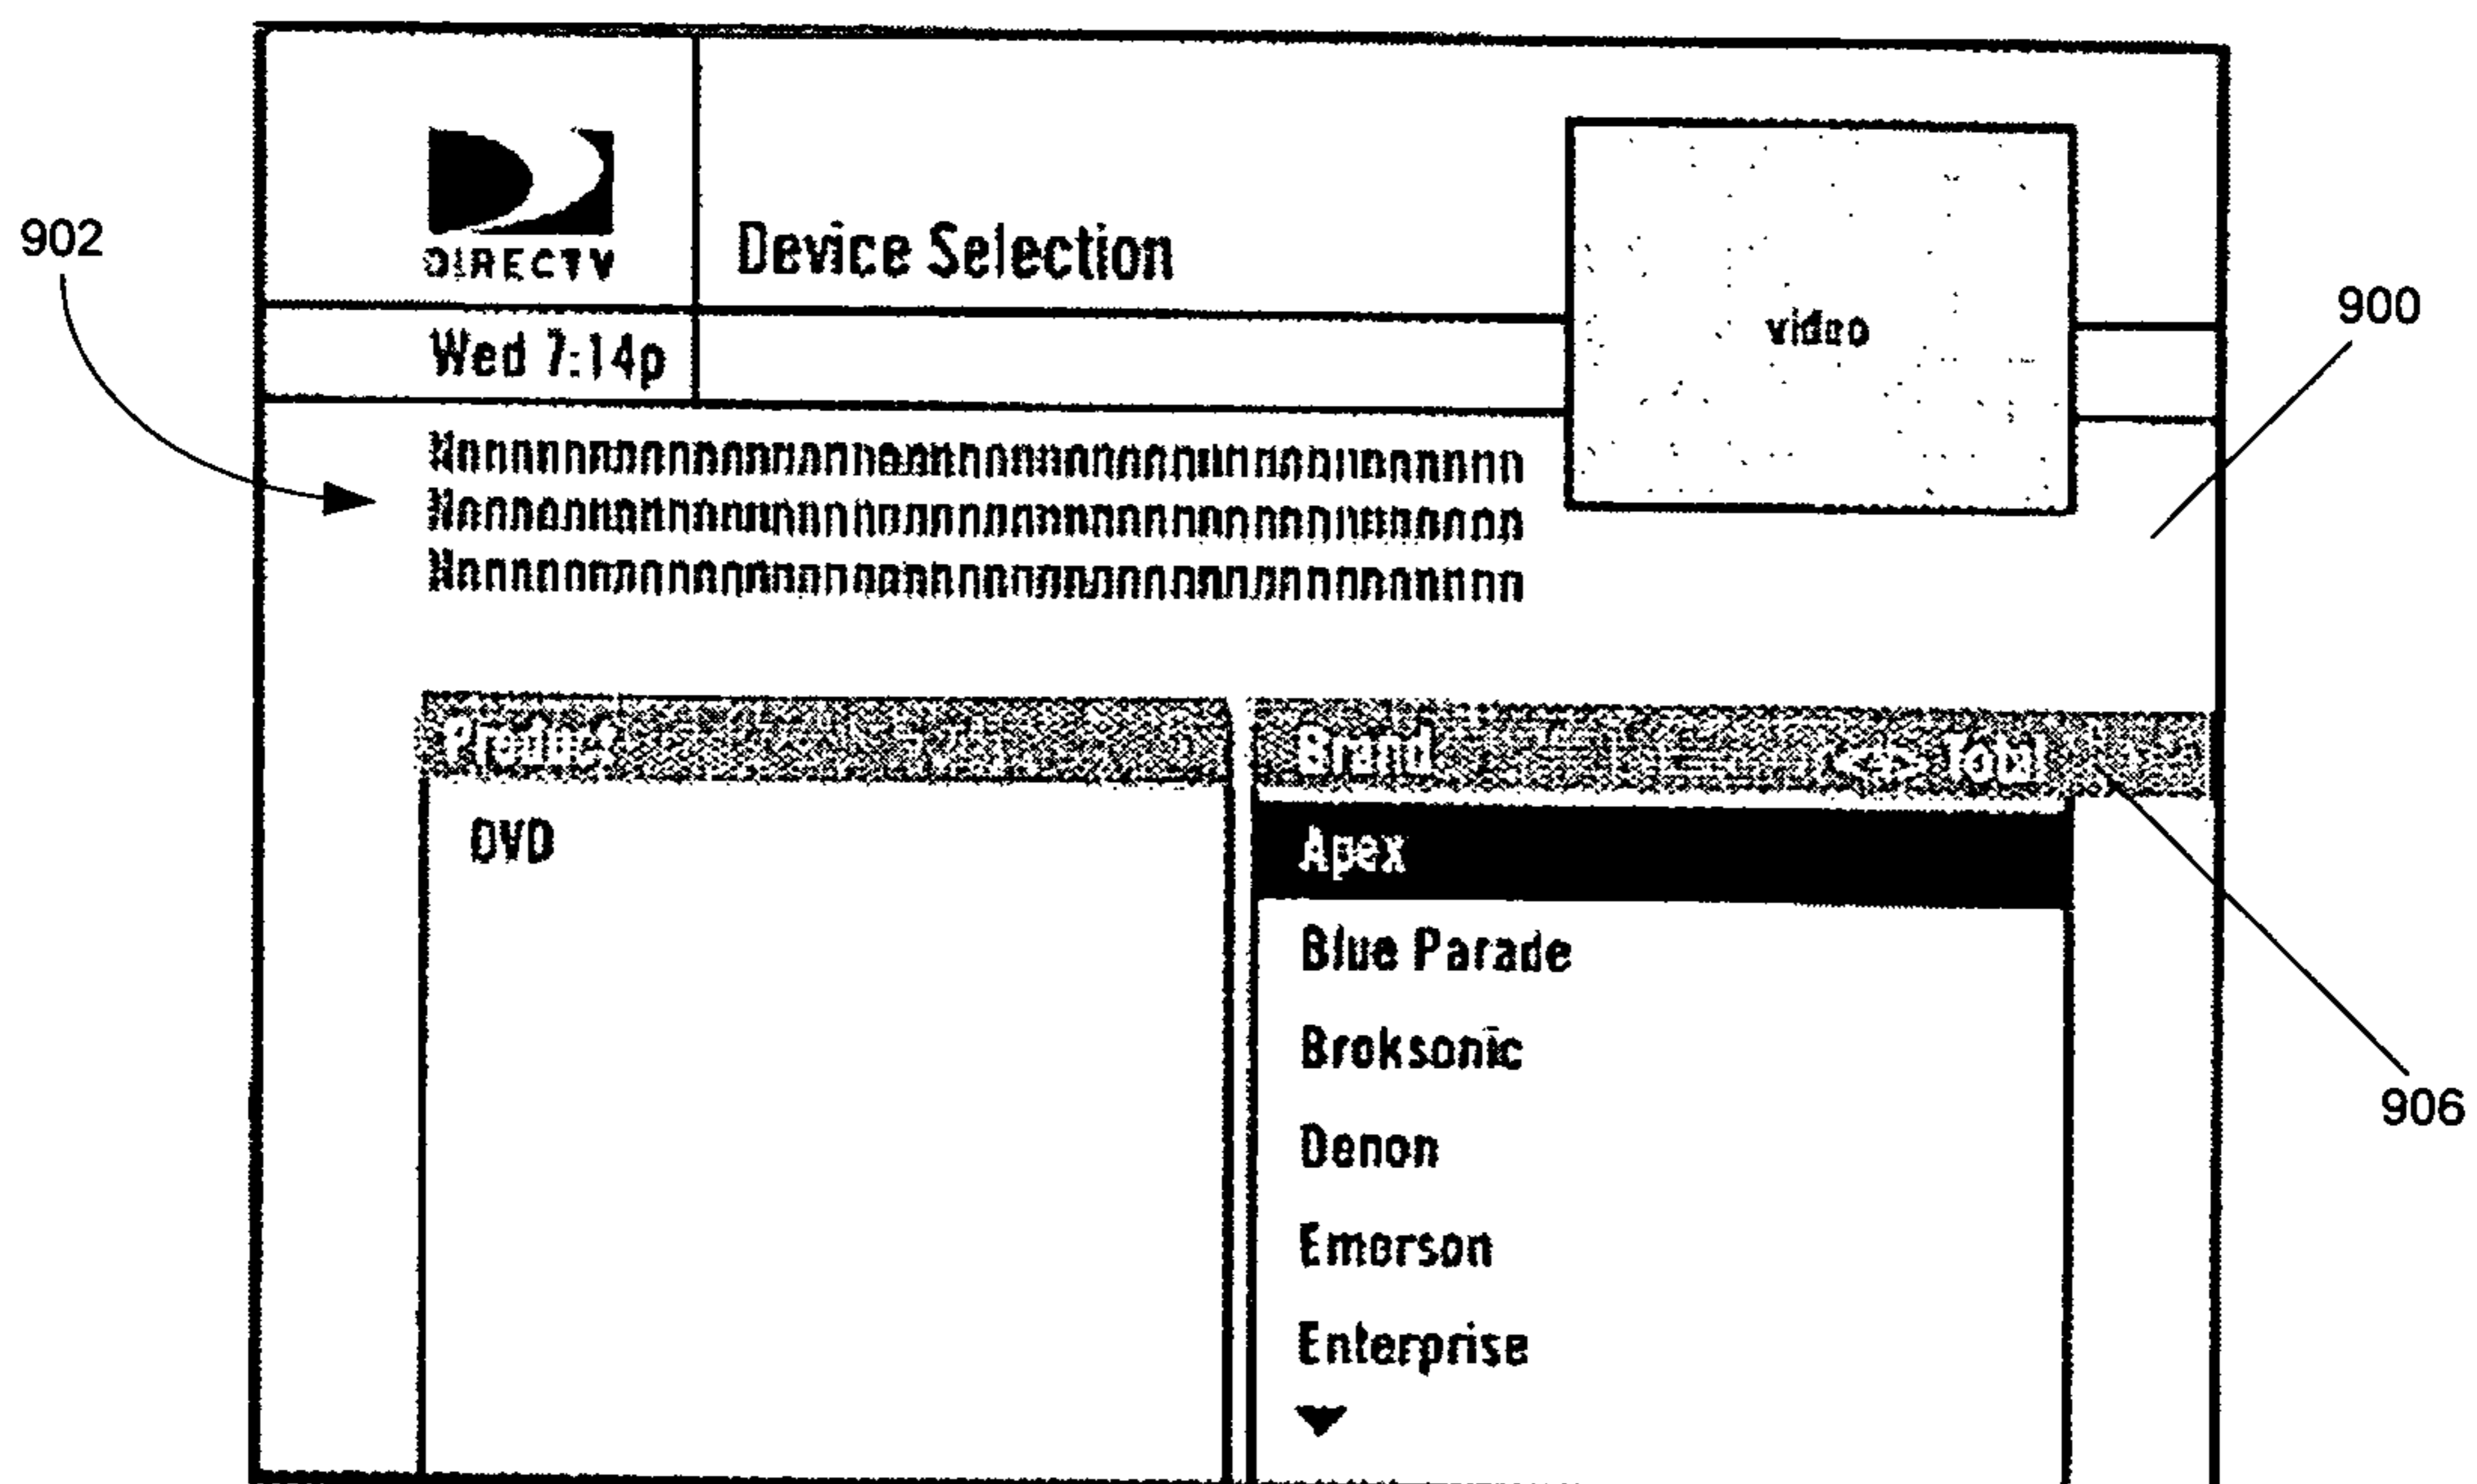 902
DIRECTV
Device Selection
video
900
Wed 7:14p
Product
Brand
<#> Total
DVD
Apex
Blue Parade
Broksonic
Denon
Emerson
Enterprise
906